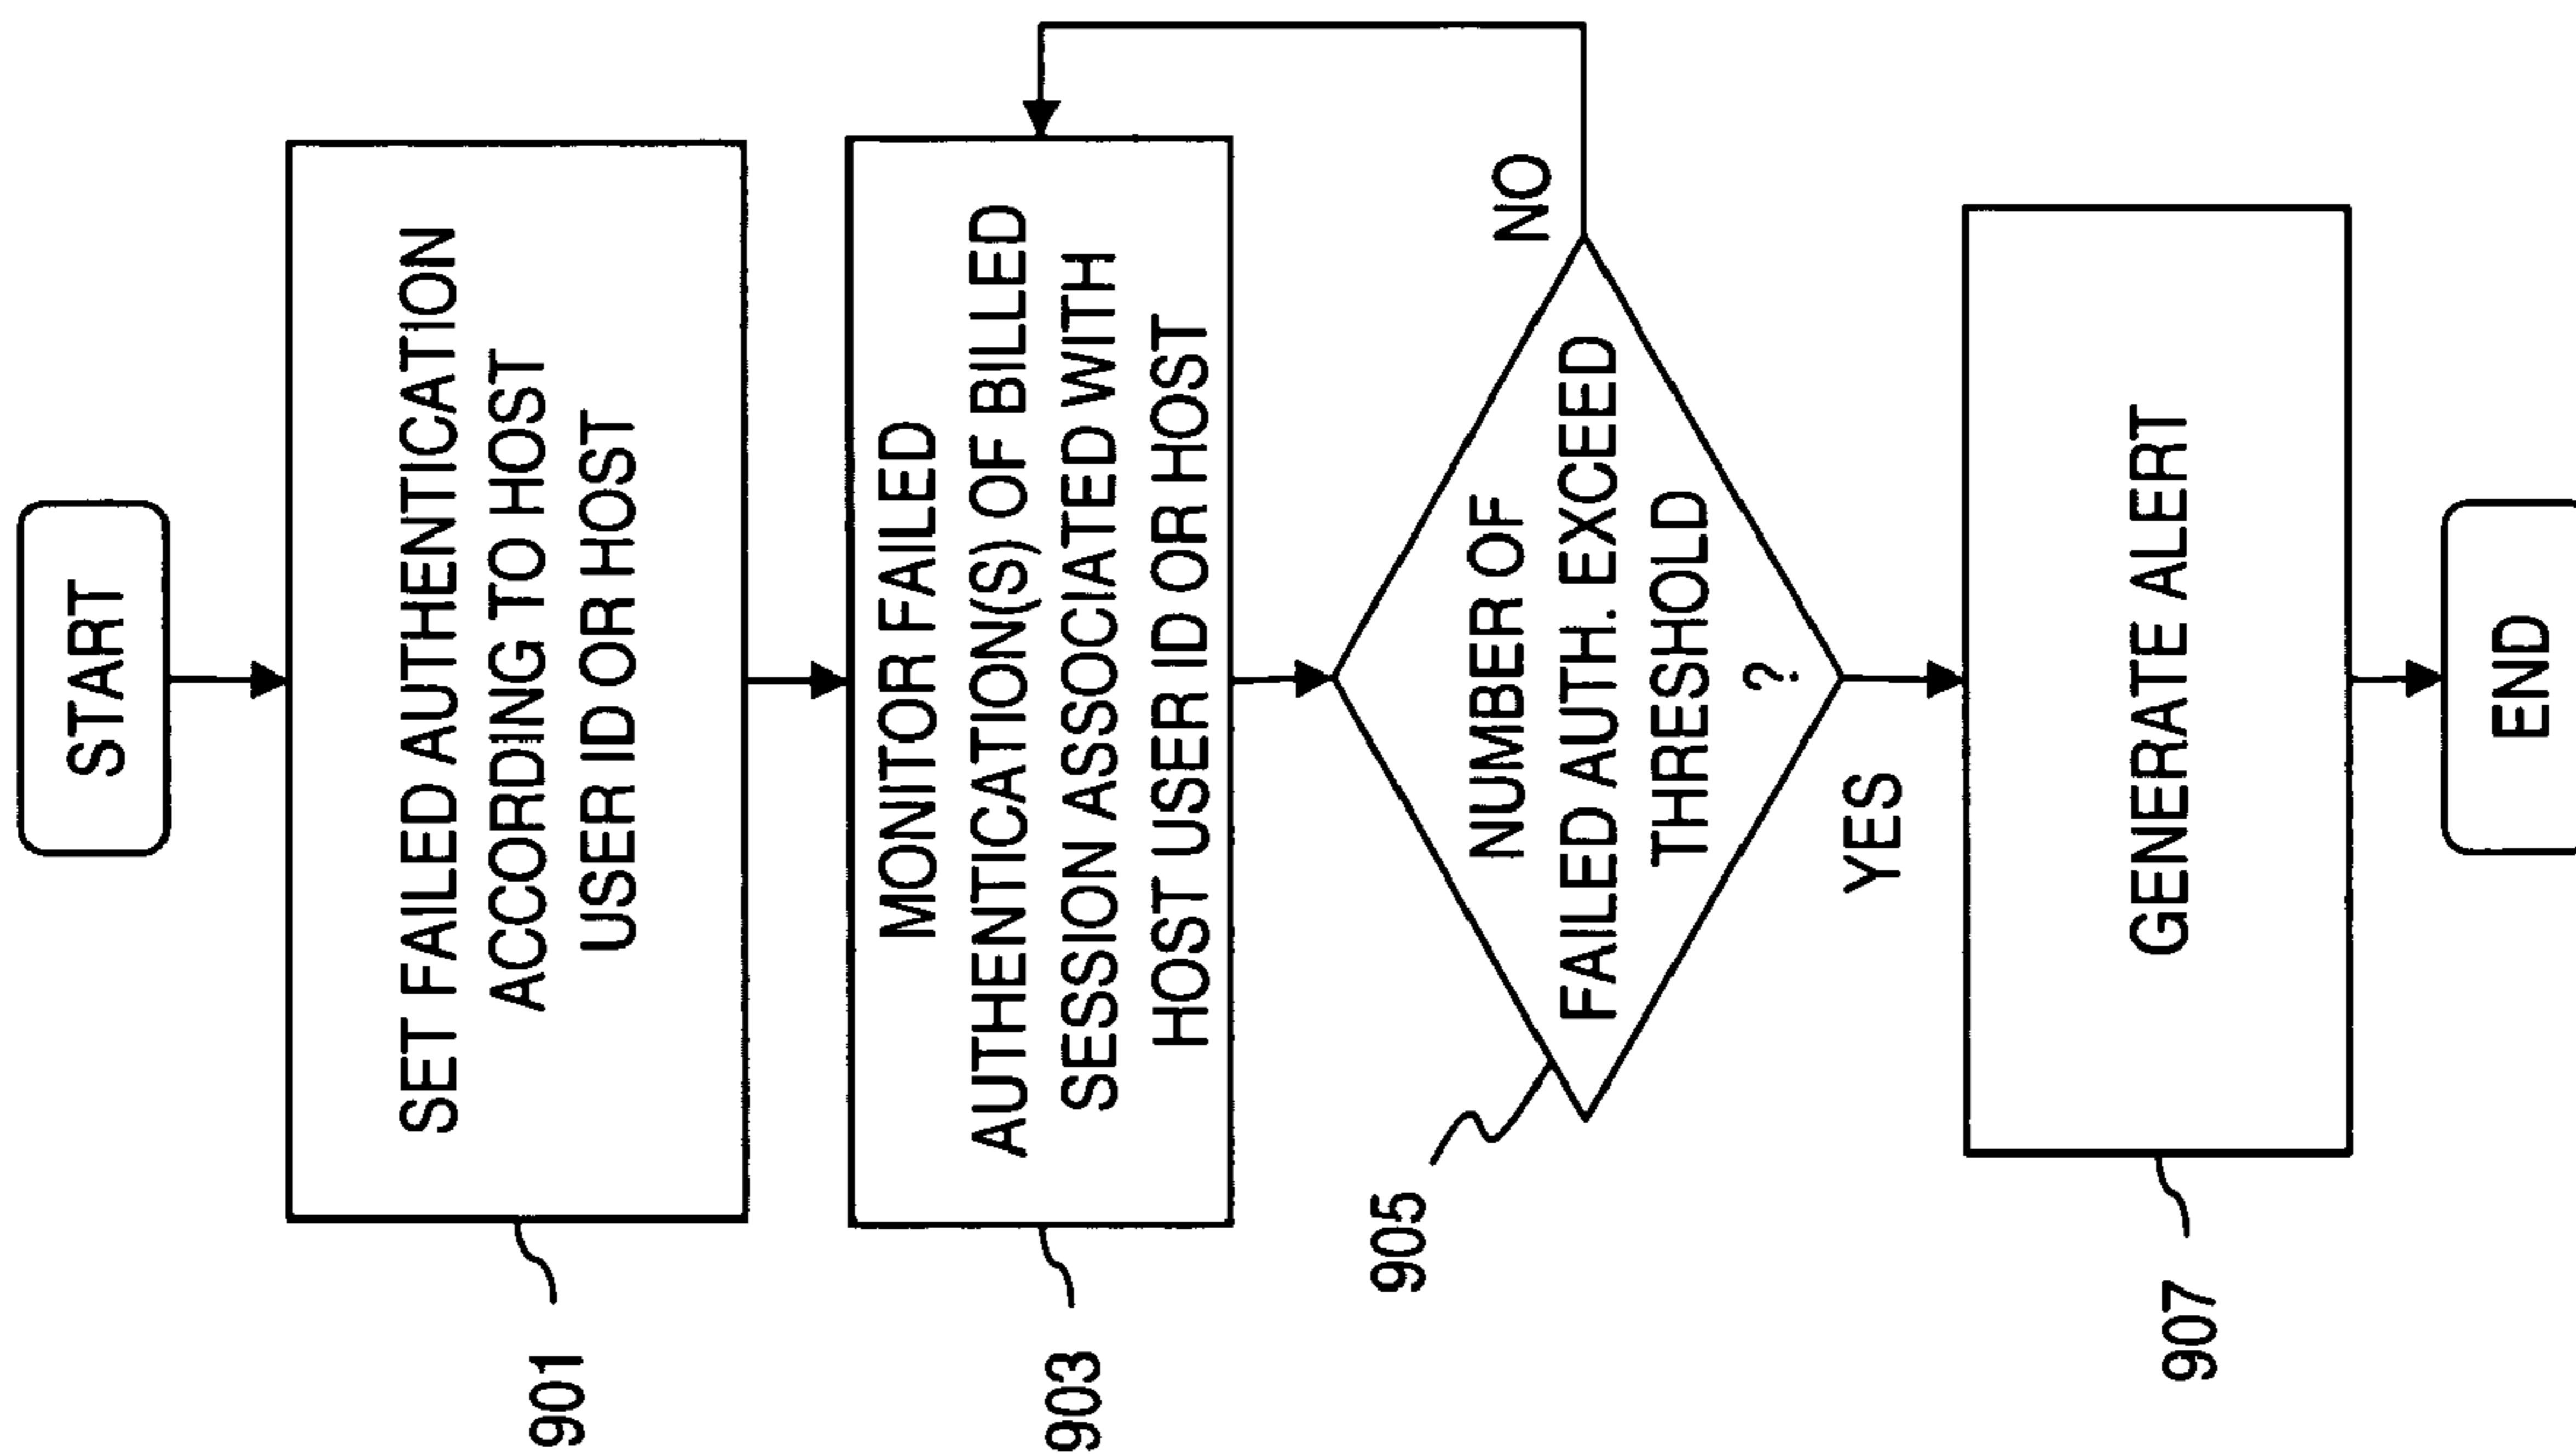 START
SET FAILED AUTHENTICATION
ACCORDING TO HOST
USER ID OR HOST
901
MONITOR FAILED
AUTHENTICATION(S) OF BILLED
SESSION ASSOCIATED WITH
HOST USER ID OR HOST
903
NUMBER OF
FAILED AUTH. EXCEED
THRESHOLD
?
NO
905
YES
GENERATE ALERT
907
END